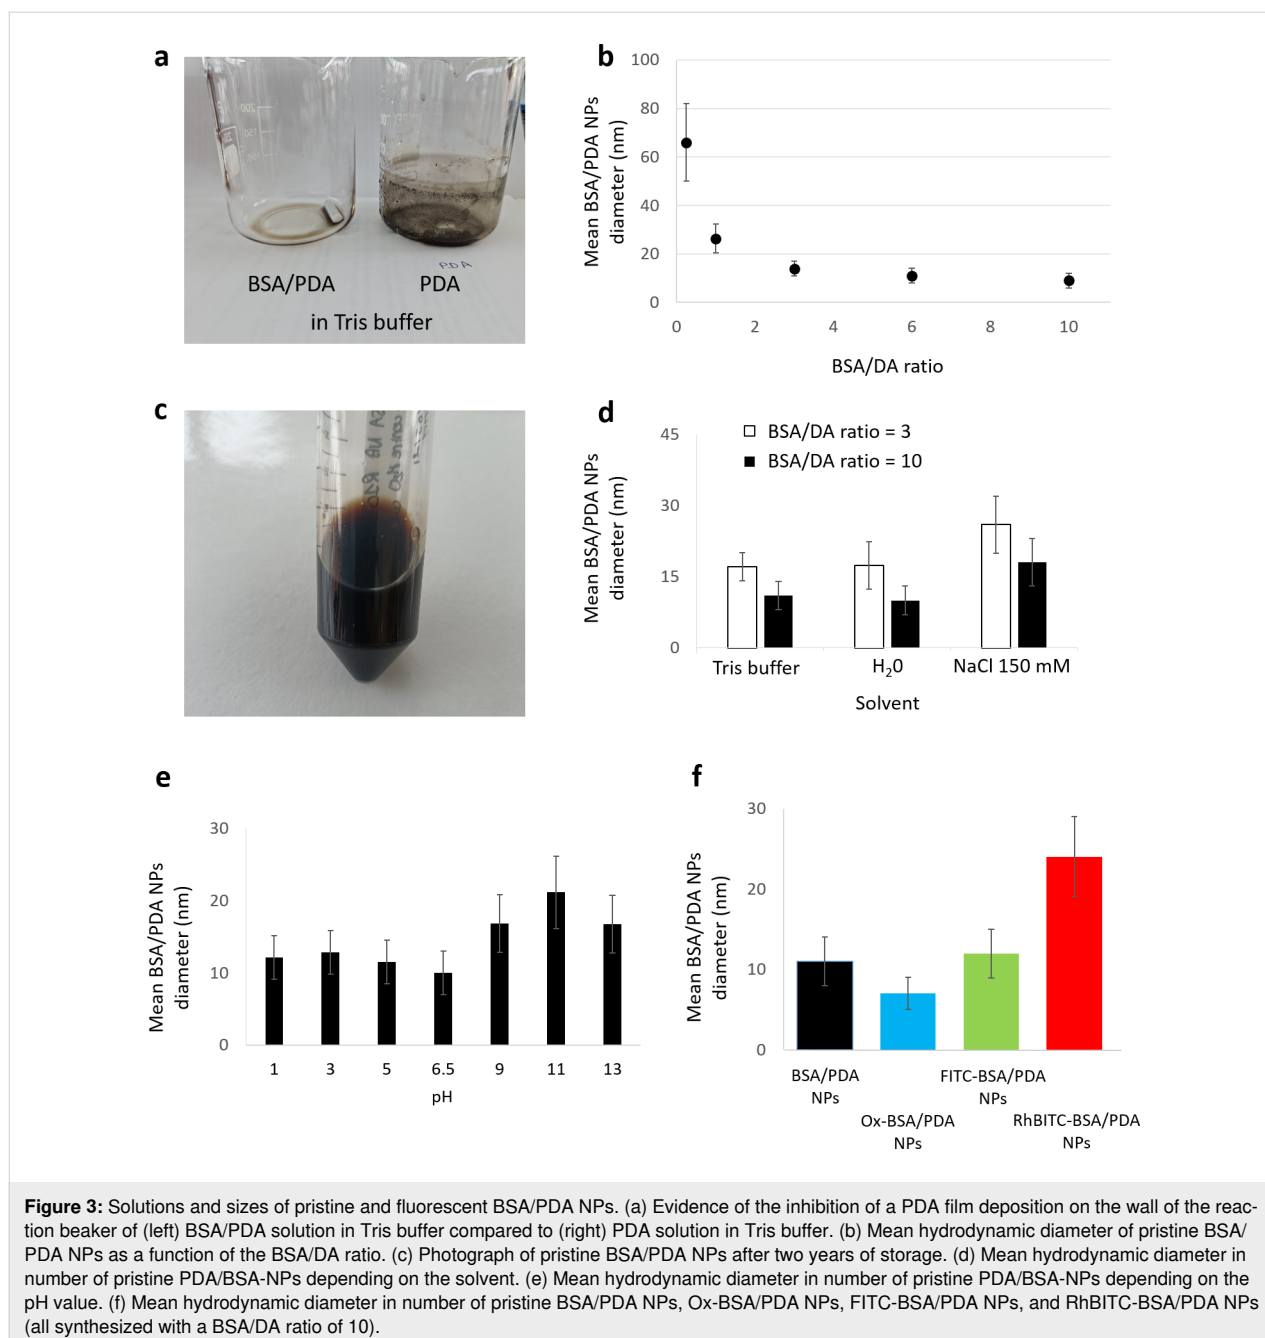 a
200
150
BSA/PDA
PDA
PDA
in Tris buffer
b
Mean BSA/PDA NPs
diameter (nm)
100
80
60
40
20
0
0 2 4 6 8 10
BSA/DA ratio
c
d
Mean BSA/PDA NPs
diameter (nm)
45
30
15
0
BSA/DA ratio = 3
BSA/DA ratio = 10
Tris buffer H₂0 NaCl 150 mM
Solvent
e
Mean BSA/PDA NPs
diameter (nm)
30
20
10
0
1 3 5 6.5 9 11 13
pH
f
Mean BSA/PDA NPs
diameter (nm)
30
20
10
0
BSA/PDA
NPs
Ox-BSA/PDA
NPs
FITC-BSA/PDA
NPs
RhBITC-BSA/PDA
NPs
Figure 3: Solutions and sizes of pristine and fluorescent BSA/PDA NPs. (a) Evidence of the inhibition of a PDA film deposition on the wall of the reac-
tion beaker of (left) BSA/PDA solution in Tris buffer compared to (right) PDA solution in Tris buffer. (b) Mean hydrodynamic diameter of pristine BSA/
PDA NPs as a function of the BSA/DA ratio. (c) Photograph of pristine BSA/PDA NPs after two years of storage. (d) Mean hydrodynamic diameter in
number of pristine PDA/BSA-NPs depending on the solvent. (e) Mean hydrodynamic diameter in number of pristine PDA/BSA-NPs depending on the
pH value. (f) Mean hydrodynamic diameter in number of pristine BSA/PDA NPs, Ox-BSA/PDA NPs, FITC-BSA/PDA NPs, and RhBITC-BSA/PDA NPs
(all synthesized with a BSA/DA ratio of 10).